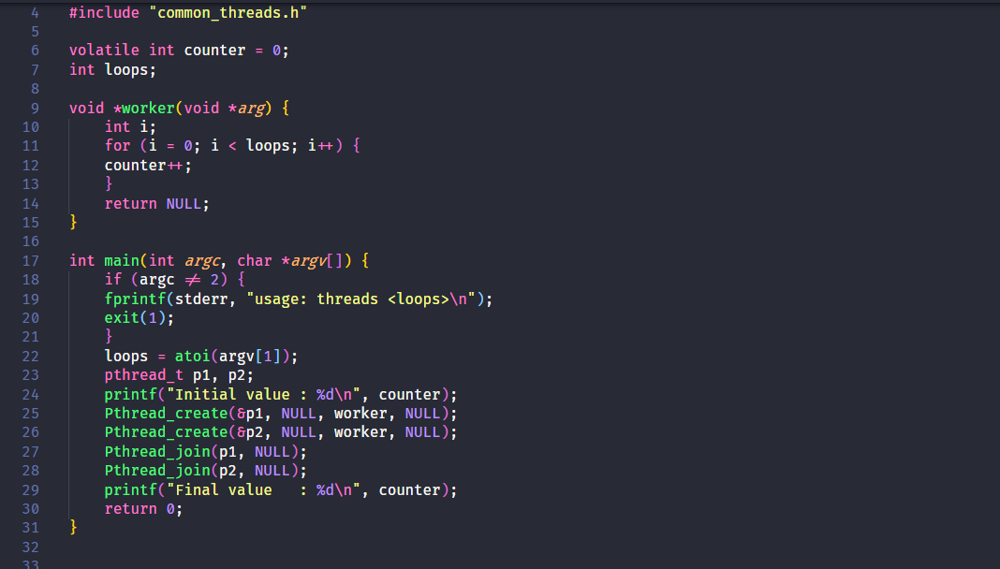 4 #include "common_threads.h"
5
6 volatile int counter = 0;
7 int loops;
8
9 void *worker(void *arg) {
10 int i;
11 for (i = 0; i < loops; i++) {
12 counter++;
13 }
14 return NULL;
15 }
16
17 int main(int argc, char *argv[]) {
18 if (argc ≠ 2) {
19 fprintf(stderr, "usage: threads <loops>\n");
20 exit(1);
21 }
22 loops = atoi(argv[1]);
23 pthread_t p1, p2;
24 printf("Initial value : %d\n", counter);
25 Pthread_create(&p1, NULL, worker, NULL);
26 Pthread_create(&p2, NULL, worker, NULL);
27 Pthread_join(p1, NULL);
28 Pthread_join(p2, NULL);
29 printf("Final value   : %d\n", counter);
30 return 0;
31 }
32
33